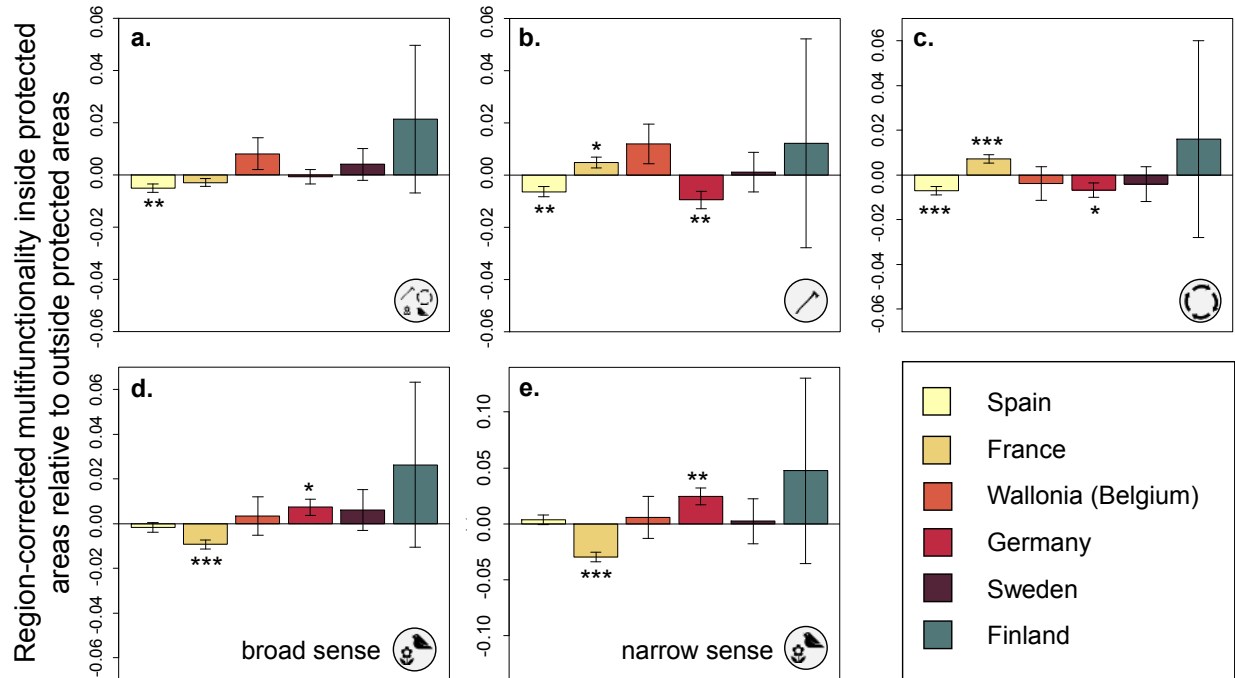 Region-corrected multifunctionality inside protected
areas relative to outside protected areas
a.
0.06
0.04
0.02
0.00
-0.02
-0.04
-0.06
**
b.
0.06
0.04
0.02
0.00
-0.02
-0.04
-0.06
**
*
**
c.
0.06
0.04
0.02
0.00
-0.02
-0.04
-0.06
***
***
*
d.
0.06
0.04
0.02
0.00
-0.02
-0.04
-0.06
***
*
broad sense
e.
0.10
0.05
0.00
-0.05
-0.10
***
**
narrow sense
Spain
France
Wallonia (Belgium)
Germany
Sweden
Finland